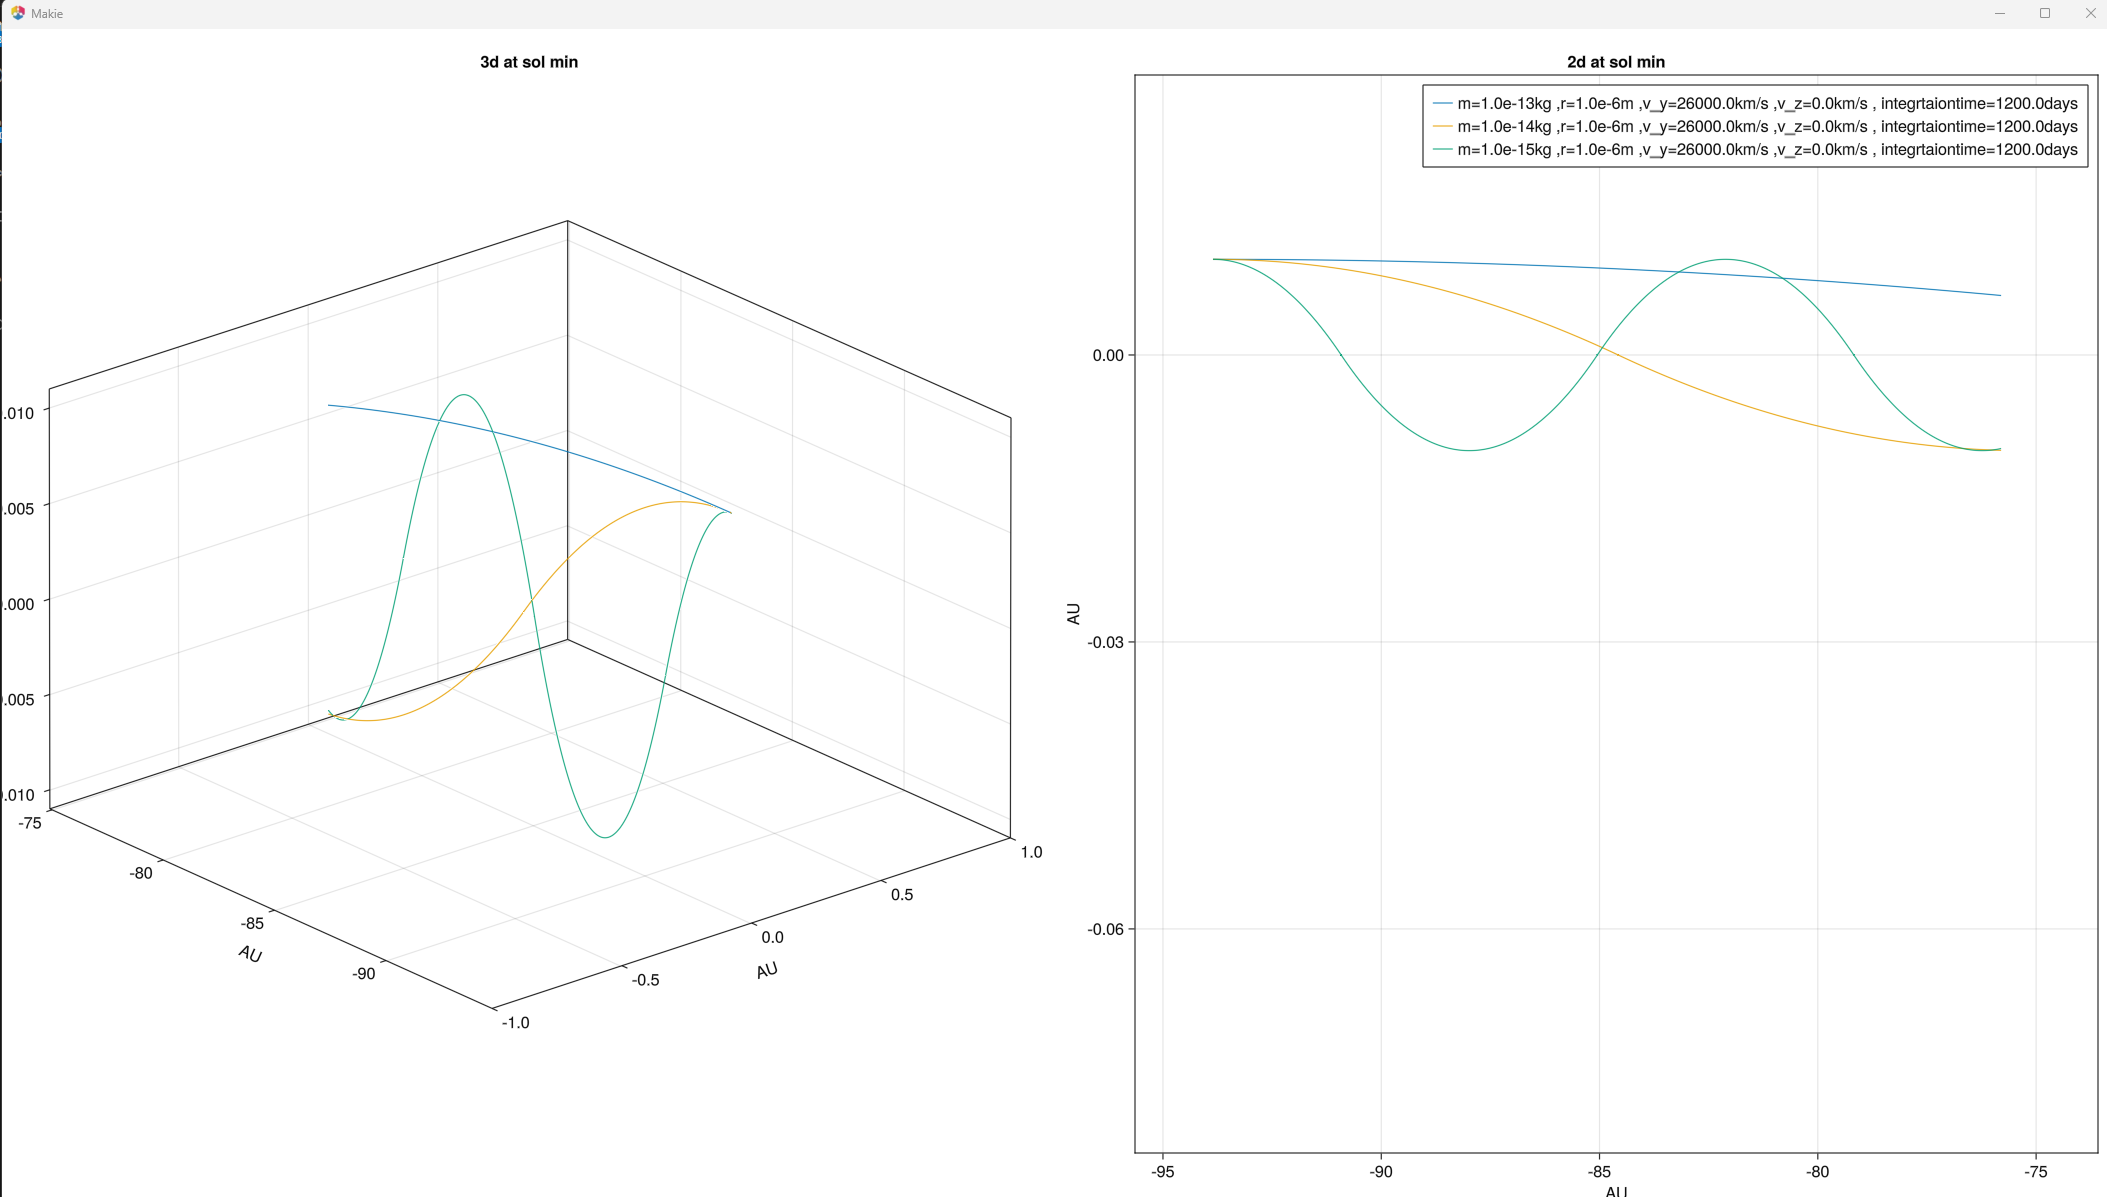 Makie
3d at sol min
.010
.005
.000
.005
.010
-75
-80
-85
-90
AU
-1.0
-0.5
0.0
0.5
1.0
AU
2d at sol min
m=1.0e-13kg ,r=1.0e-6m ,v_y=26000.0km/s ,v_z=0.0km/s , integrtaiontime=1200.0days
m=1.0e-14kg ,r=1.0e-6m ,v_y=26000.0km/s ,v_z=0.0km/s , integrtaiontime=1200.0days
m=1.0e-15kg ,r=1.0e-6m ,v_y=26000.0km/s ,v_z=0.0km/s , integrtaiontime=1200.0days
0.00
-0.03
-0.06
AU
-95
-90
-85
-80
-75
AU